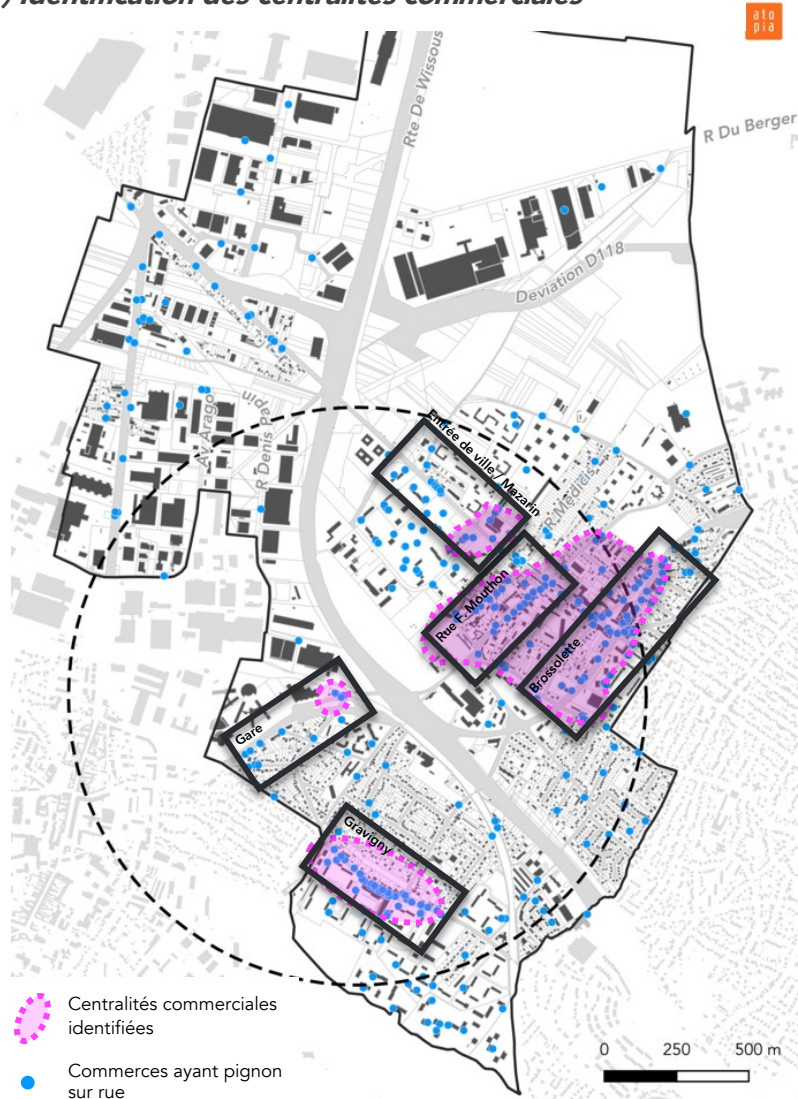 ) Identification des centralités commerciales
ato
pia
Rte De Wissous
R Du Berger
Deviation D118
Av Arago
R Denis Papin
Entrée de ville / Mazarin
R Médicis
Rue F. Mouthon
Brossolette
Gare
Gravigny
Centralités commerciales
identifiées
Commerces ayant pignon
sur rue
0 250 500 m